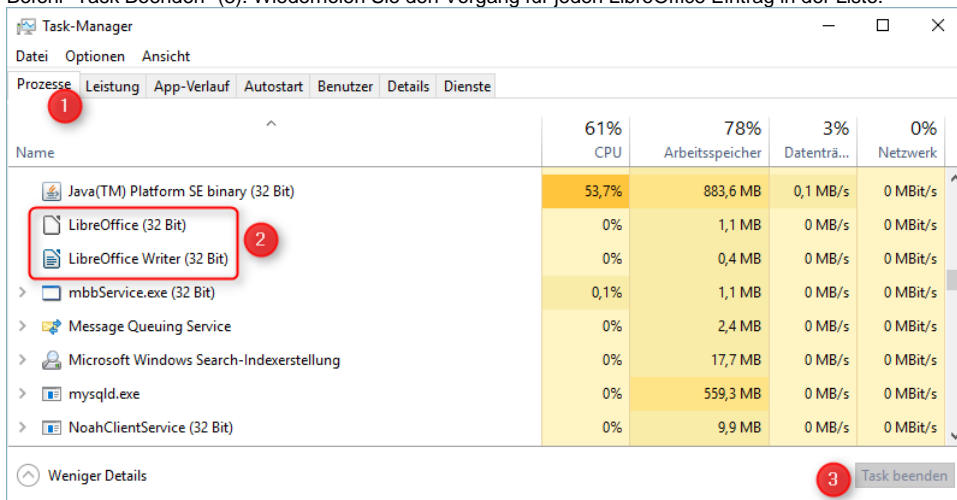 Befehl "Task Beenden" (3). Wiederholen Sie den Vorgang für jeden LibreOffice Eintrag in der Liste.
Task-Manager
Datei Optionen Ansicht
Prozesse Leistung App-Verlauf Autostart Benutzer Details Dienste
1
61% 78% 3% 0%
Name CPU Arbeitsspeicher Datenträ... Netzwerk
Java(TM) Platform SE binary (32 Bit) 53,7% 883,6 MB 0,1 MB/s 0 MBit/s
LibreOffice (32 Bit) 0% 1,1 MB 0 MB/s 0 MBit/s
2
LibreOffice Writer (32 Bit) 0% 0,4 MB 0 MB/s 0 MBit/s
mbbService.exe (32 Bit) 0,1% 1,1 MB 0 MB/s 0 MBit/s
Message Queuing Service 0% 2,4 MB 0 MB/s 0 MBit/s
Microsoft Windows Search-Indexerstellung 0% 17,7 MB 0 MB/s 0 MBit/s
mysqld.exe 0% 559,3 MB 0 MB/s 0 MBit/s
NoahClientService (32 Bit) 0% 9,9 MB 0 MB/s 0 MBit/s
Weniger Details 3 Task beenden